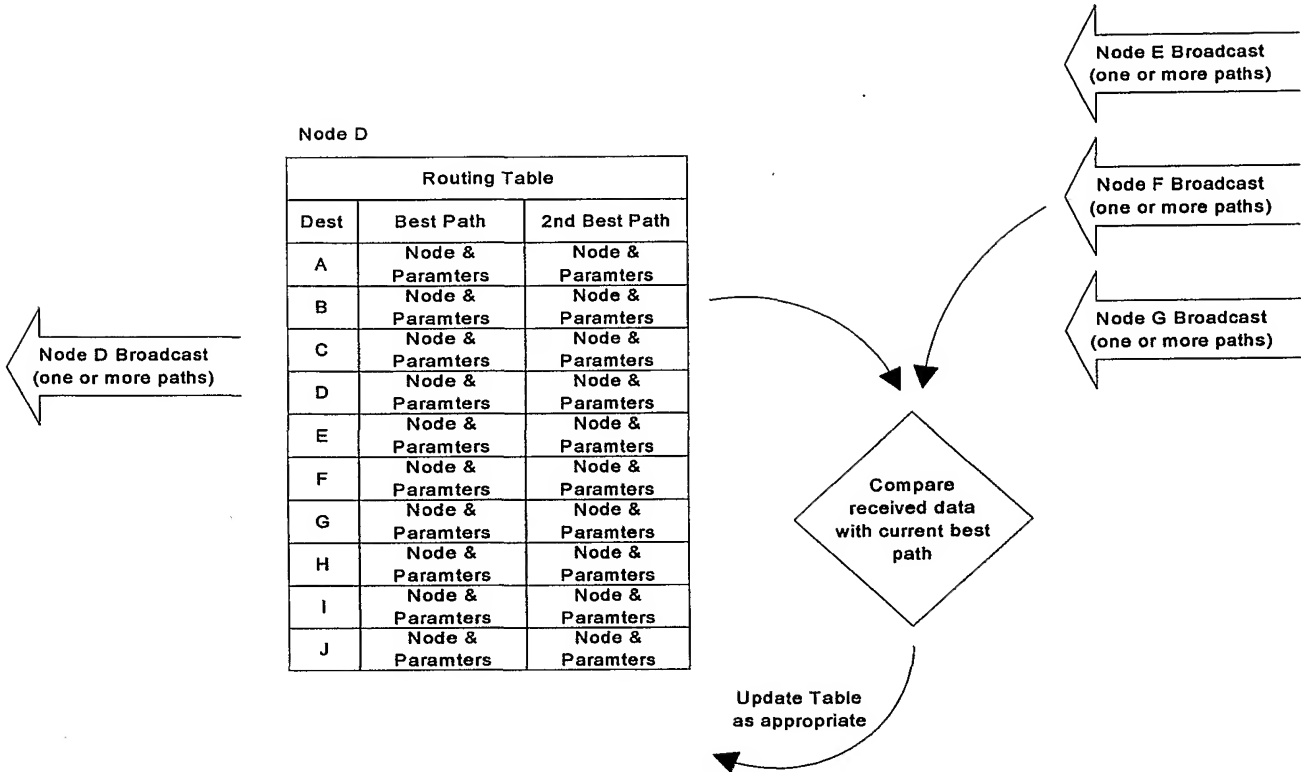 Node E Broadcast
(one or more paths)
Node F Broadcast
(one or more paths)
Node G Broadcast
(one or more paths)
Node D
Routing Table
Dest Best Path 2nd Best Path
A Node & Node &
Paramters Paramters
B Node & Node &
Paramters Paramters
C Node & Node &
Paramters Paramters
D Node & Node &
Paramters Paramters
E Node & Node &
Paramters Paramters
F Node & Node &
Paramters Paramters
G Node & Node &
Paramters Paramters
H Node & Node &
Paramters Paramters
I Node & Node &
Paramters Paramters
J Node & Node &
Paramters Paramters
Node D Broadcast
(one or more paths)
Compare
received data
with current best
path
Update Table
as appropriate